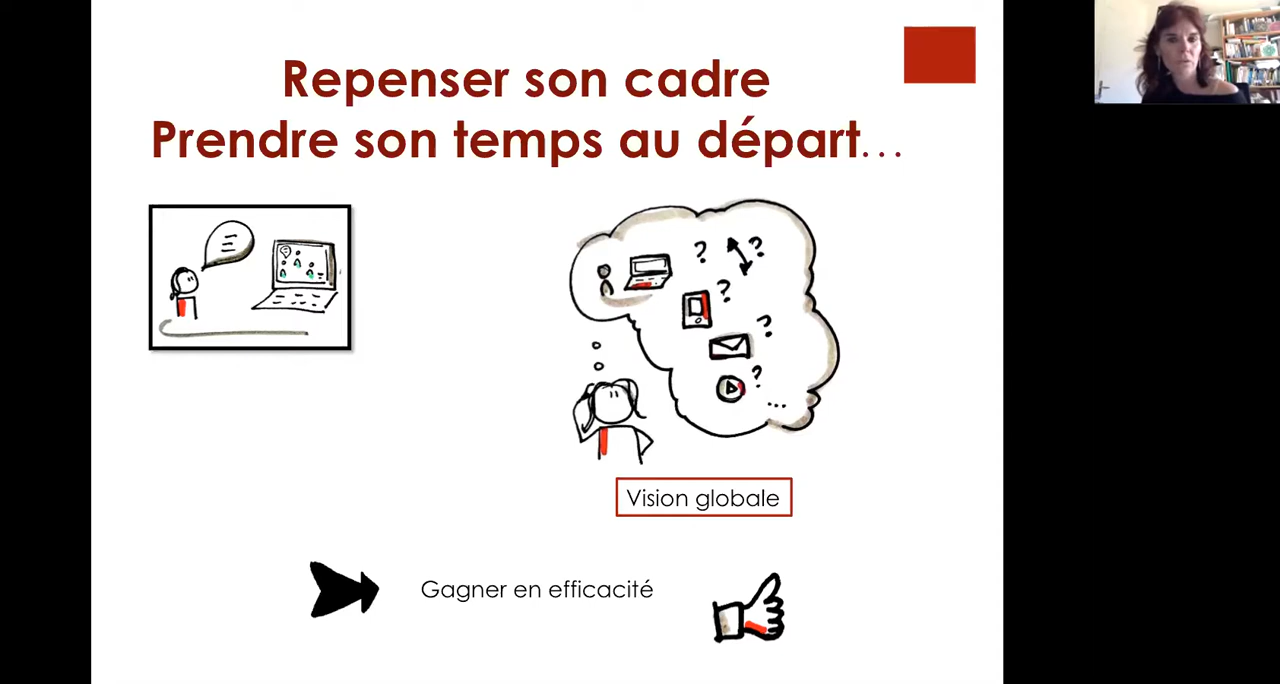 Repenser son cadre
Prendre son temps au départ...
? ?
?
?
?
...
Vision globale
Gagner en efficacité